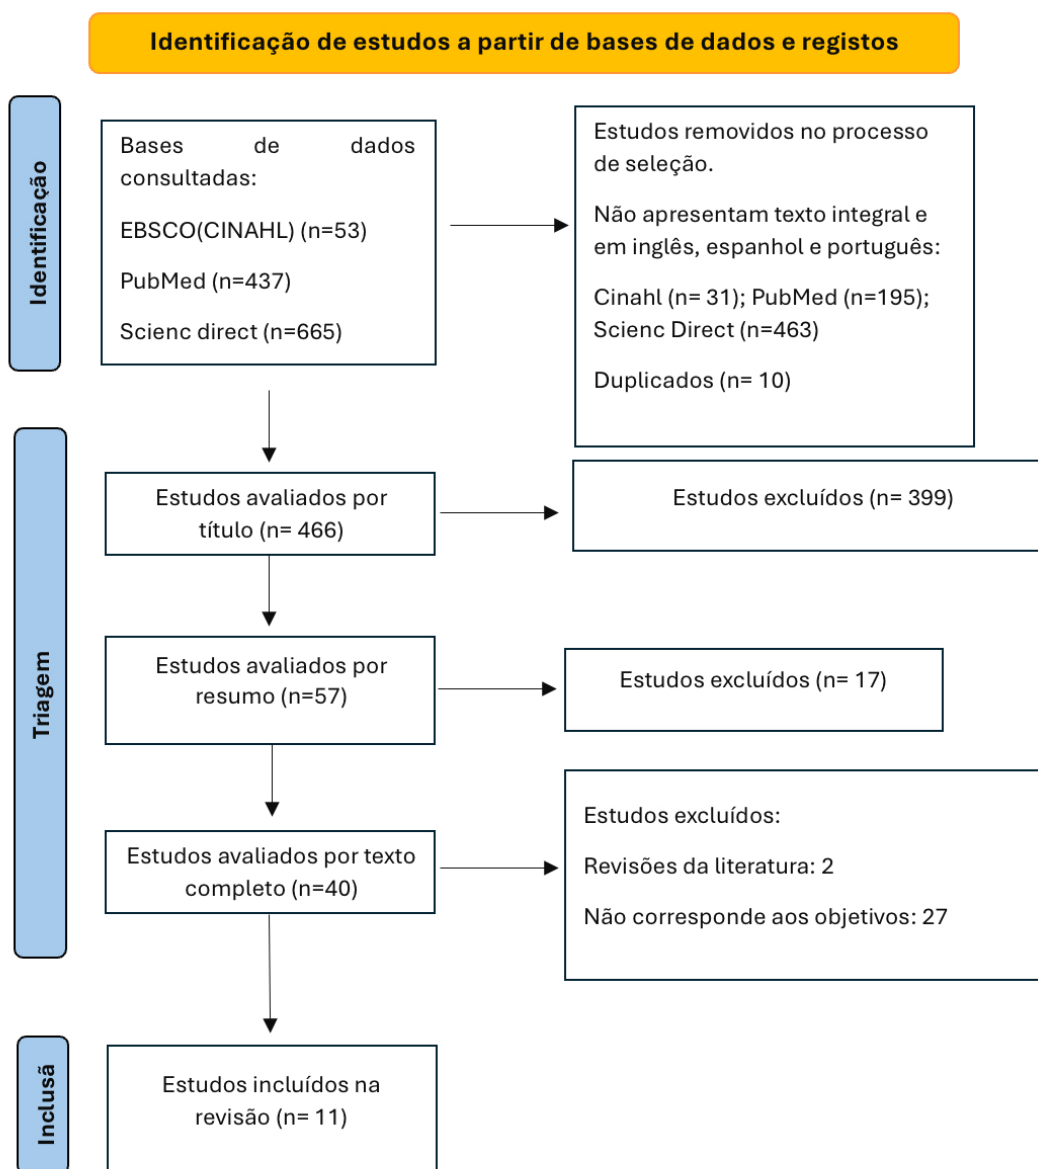 Identificação de estudos a partir de bases de dados e registos
Identificação
Bases de dados
consultadas:
EBSCO(CINAHL) (n=53)
PubMed (n=437)
Scienc direct (n=665)
Estudos removidos no processo
de seleção.
Não apresentam texto integral e
em inglês, espanhol e português:
Cinahl (n= 31); PubMed (n=195);
Scienc Direct (n=463)
Duplicados (n= 10)
Triagem
Estudos avaliados por
título (n= 466)
Estudos excluídos (n= 399)
Estudos avaliados por
resumo (n=57)
Estudos excluídos (n= 17)
Estudos avaliados por texto
completo (n=40)
Estudos excluídos:
Revisões da literatura: 2
Não corresponde aos objetivos: 27
Inclusã
Estudos incluídos na
revisão (n= 11)